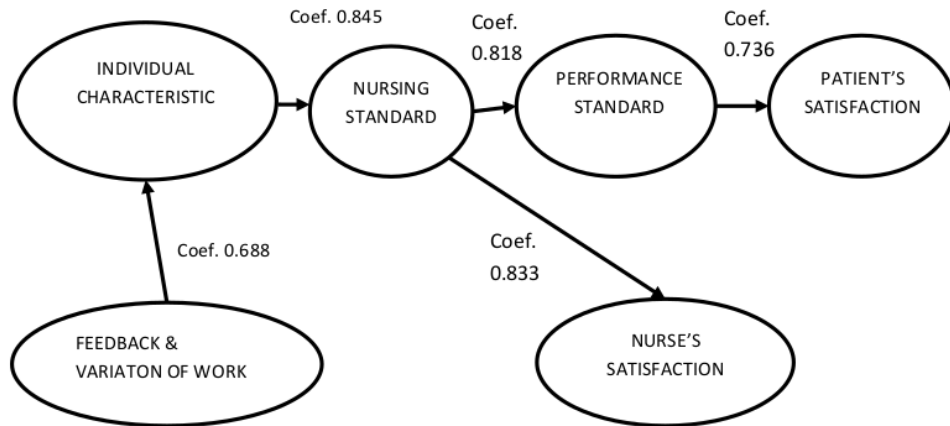 Coef. 0.845
Coef.
0.818
Coef.
0.736
INDIVIDUAL
CHARACTERISTIC
NURSING
STANDARD
PERFORMANCE
STANDARD
PATIENT'S
SATISFACTION
Coef. 0.688
Coef.
0.833
FEEDBACK &
VARIATON OF WORK
NURSE'S
SATISFACTION